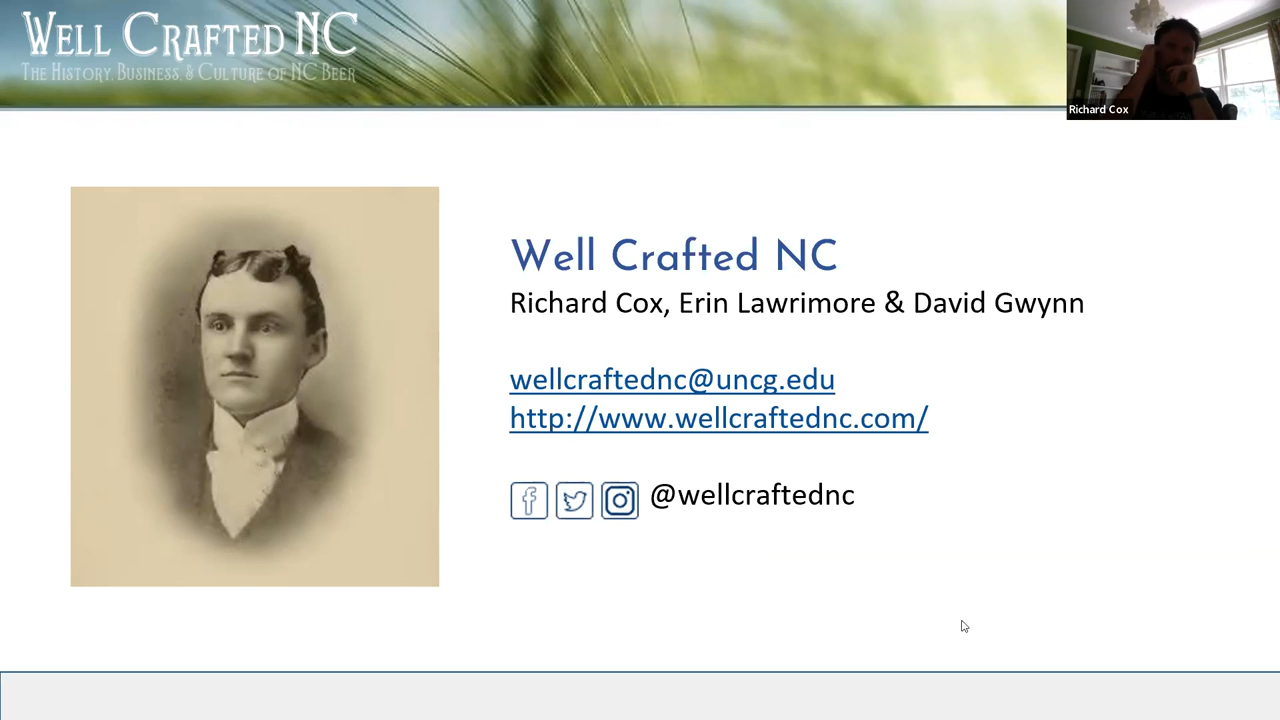 WELL CRAFTED NC
THE HISTORY, BUSINESS, & CULTURE OF NC BEER
Richard Cox
Well Crafted NC
Richard Cox, Erin Lawrimore & David Gwynn
wellcraftednc@uncg.edu
http://www.wellcraftednc.com/
@wellcraftednc